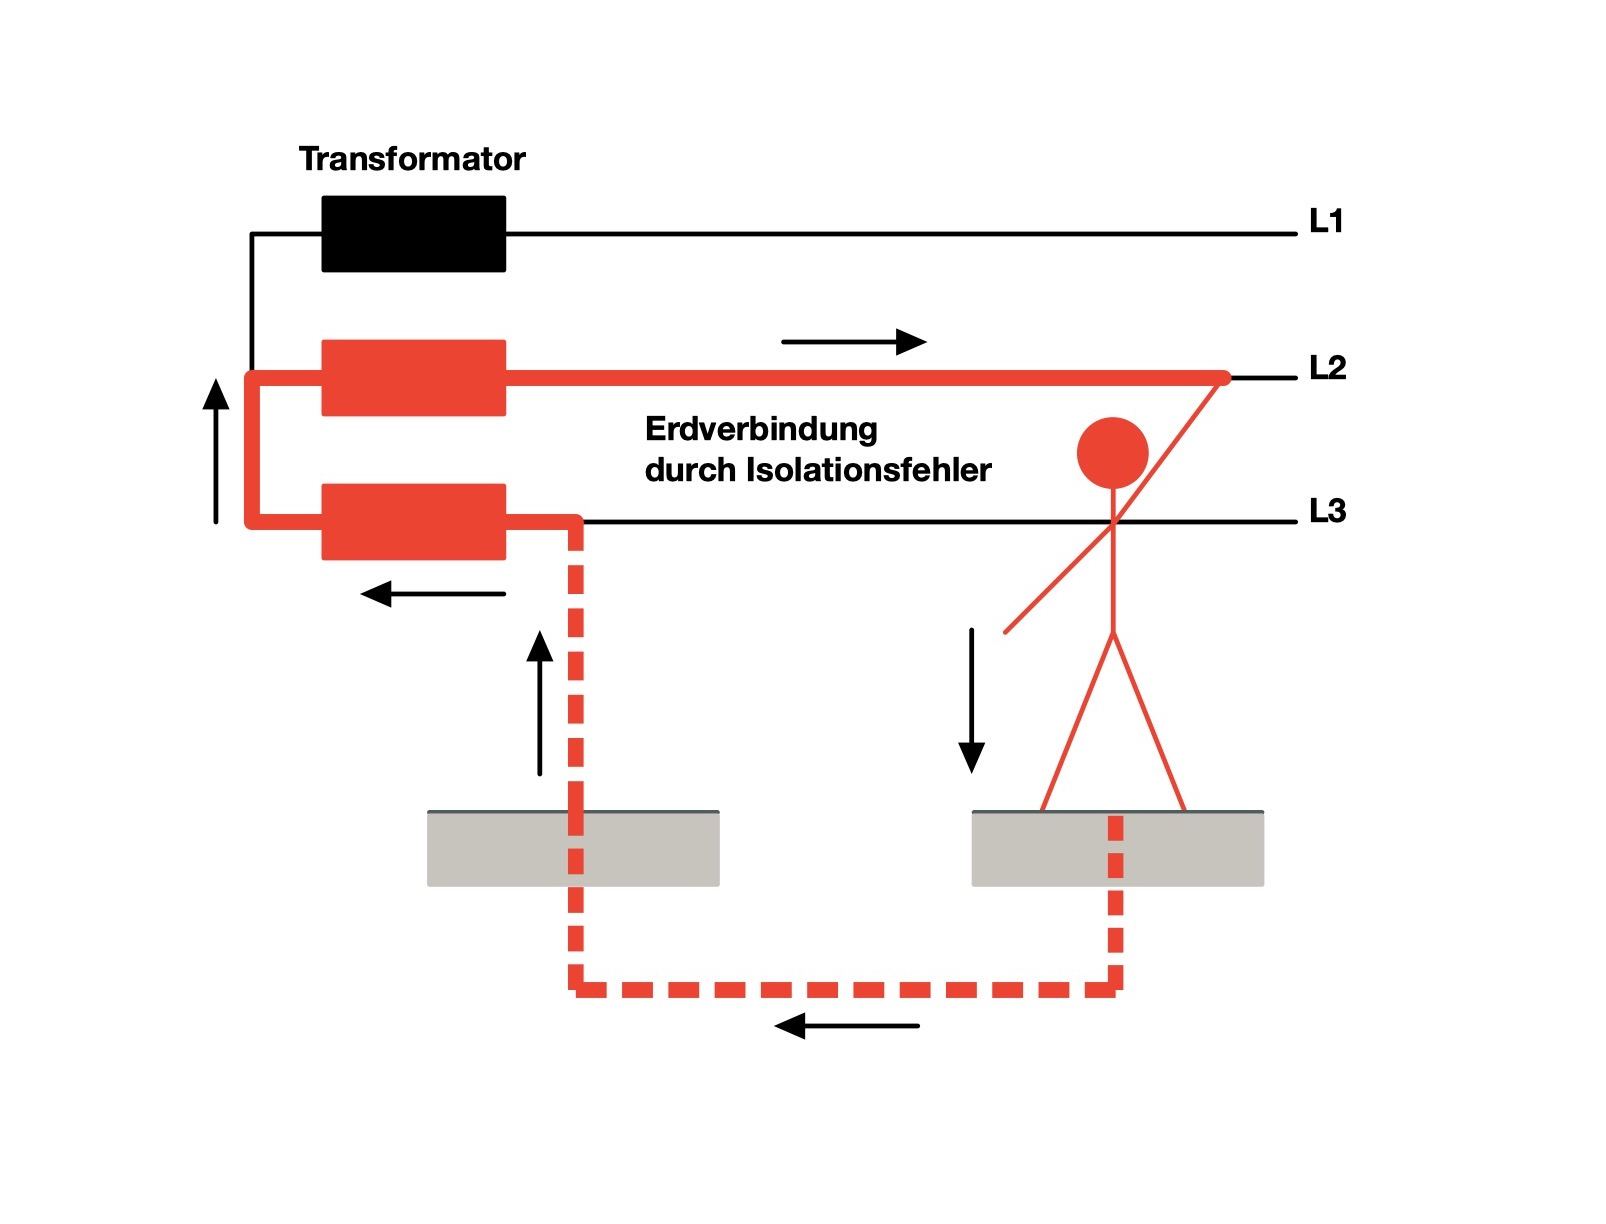 Transformator
L1
L2
Erdverbindung
durch Isolationsfehler
L3